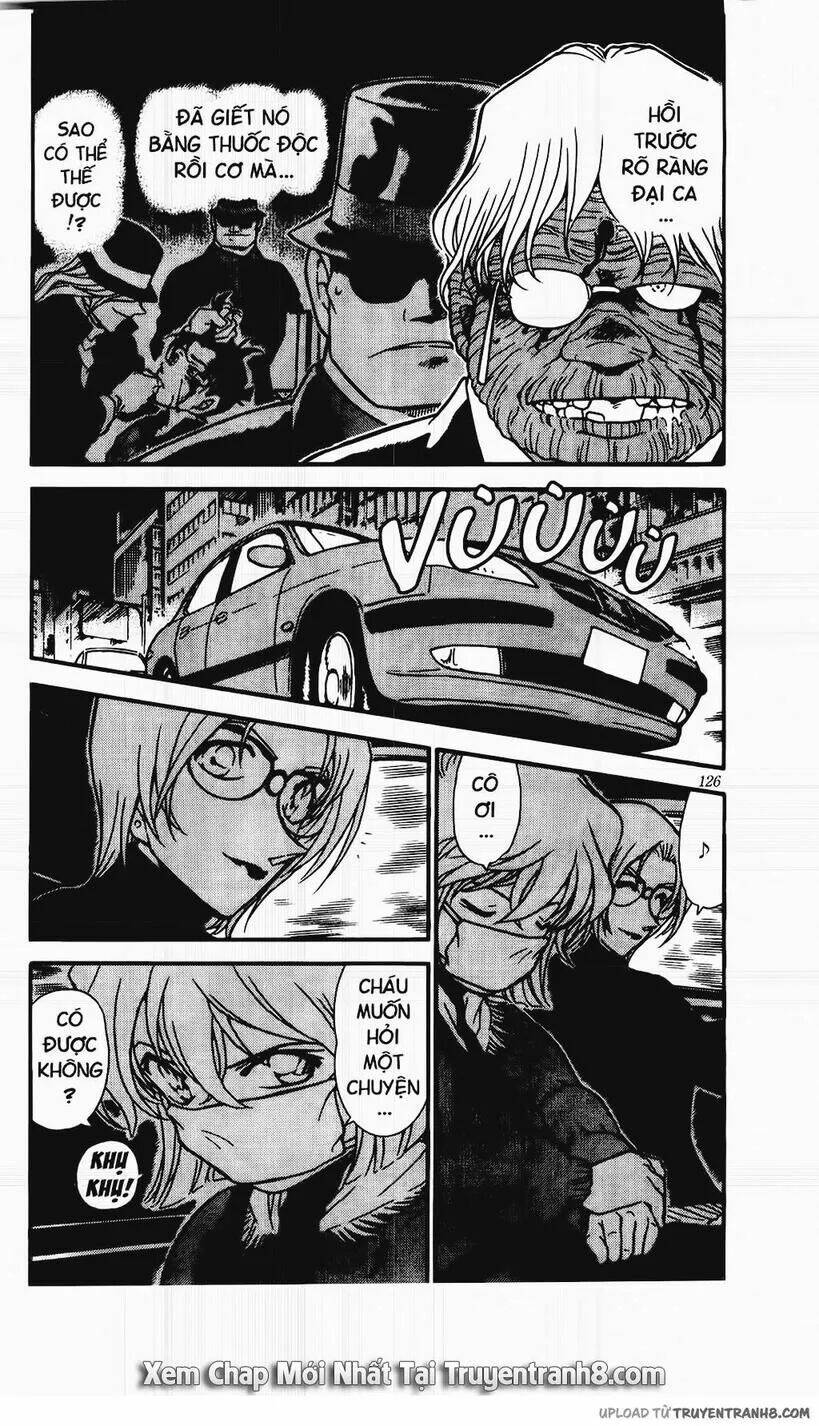 HỒI
TRƯỚC
RÕ RÀNG
ĐẠI CA
...
ĐÃ GIẾT NÓ
BẰNG THUỐC ĐỘC
RỒI CƠ MÀ...
SAO
CÓ THỂ
THẾ
ĐƯỢC
!?
VÙÙÙÙÙ
126
♪
CÔ
ƠI
...
CHÁU
MUỐN
HỎI
MỘT
CHUYỆN
...
CÓ
ĐƯỢC
KHÔNG
?
KHỤ
KHỤ!
Xem Chap Mới Nhất Tại Truyentranh8.com
UPLOAD TỪ TRUYENTRANH8.COM